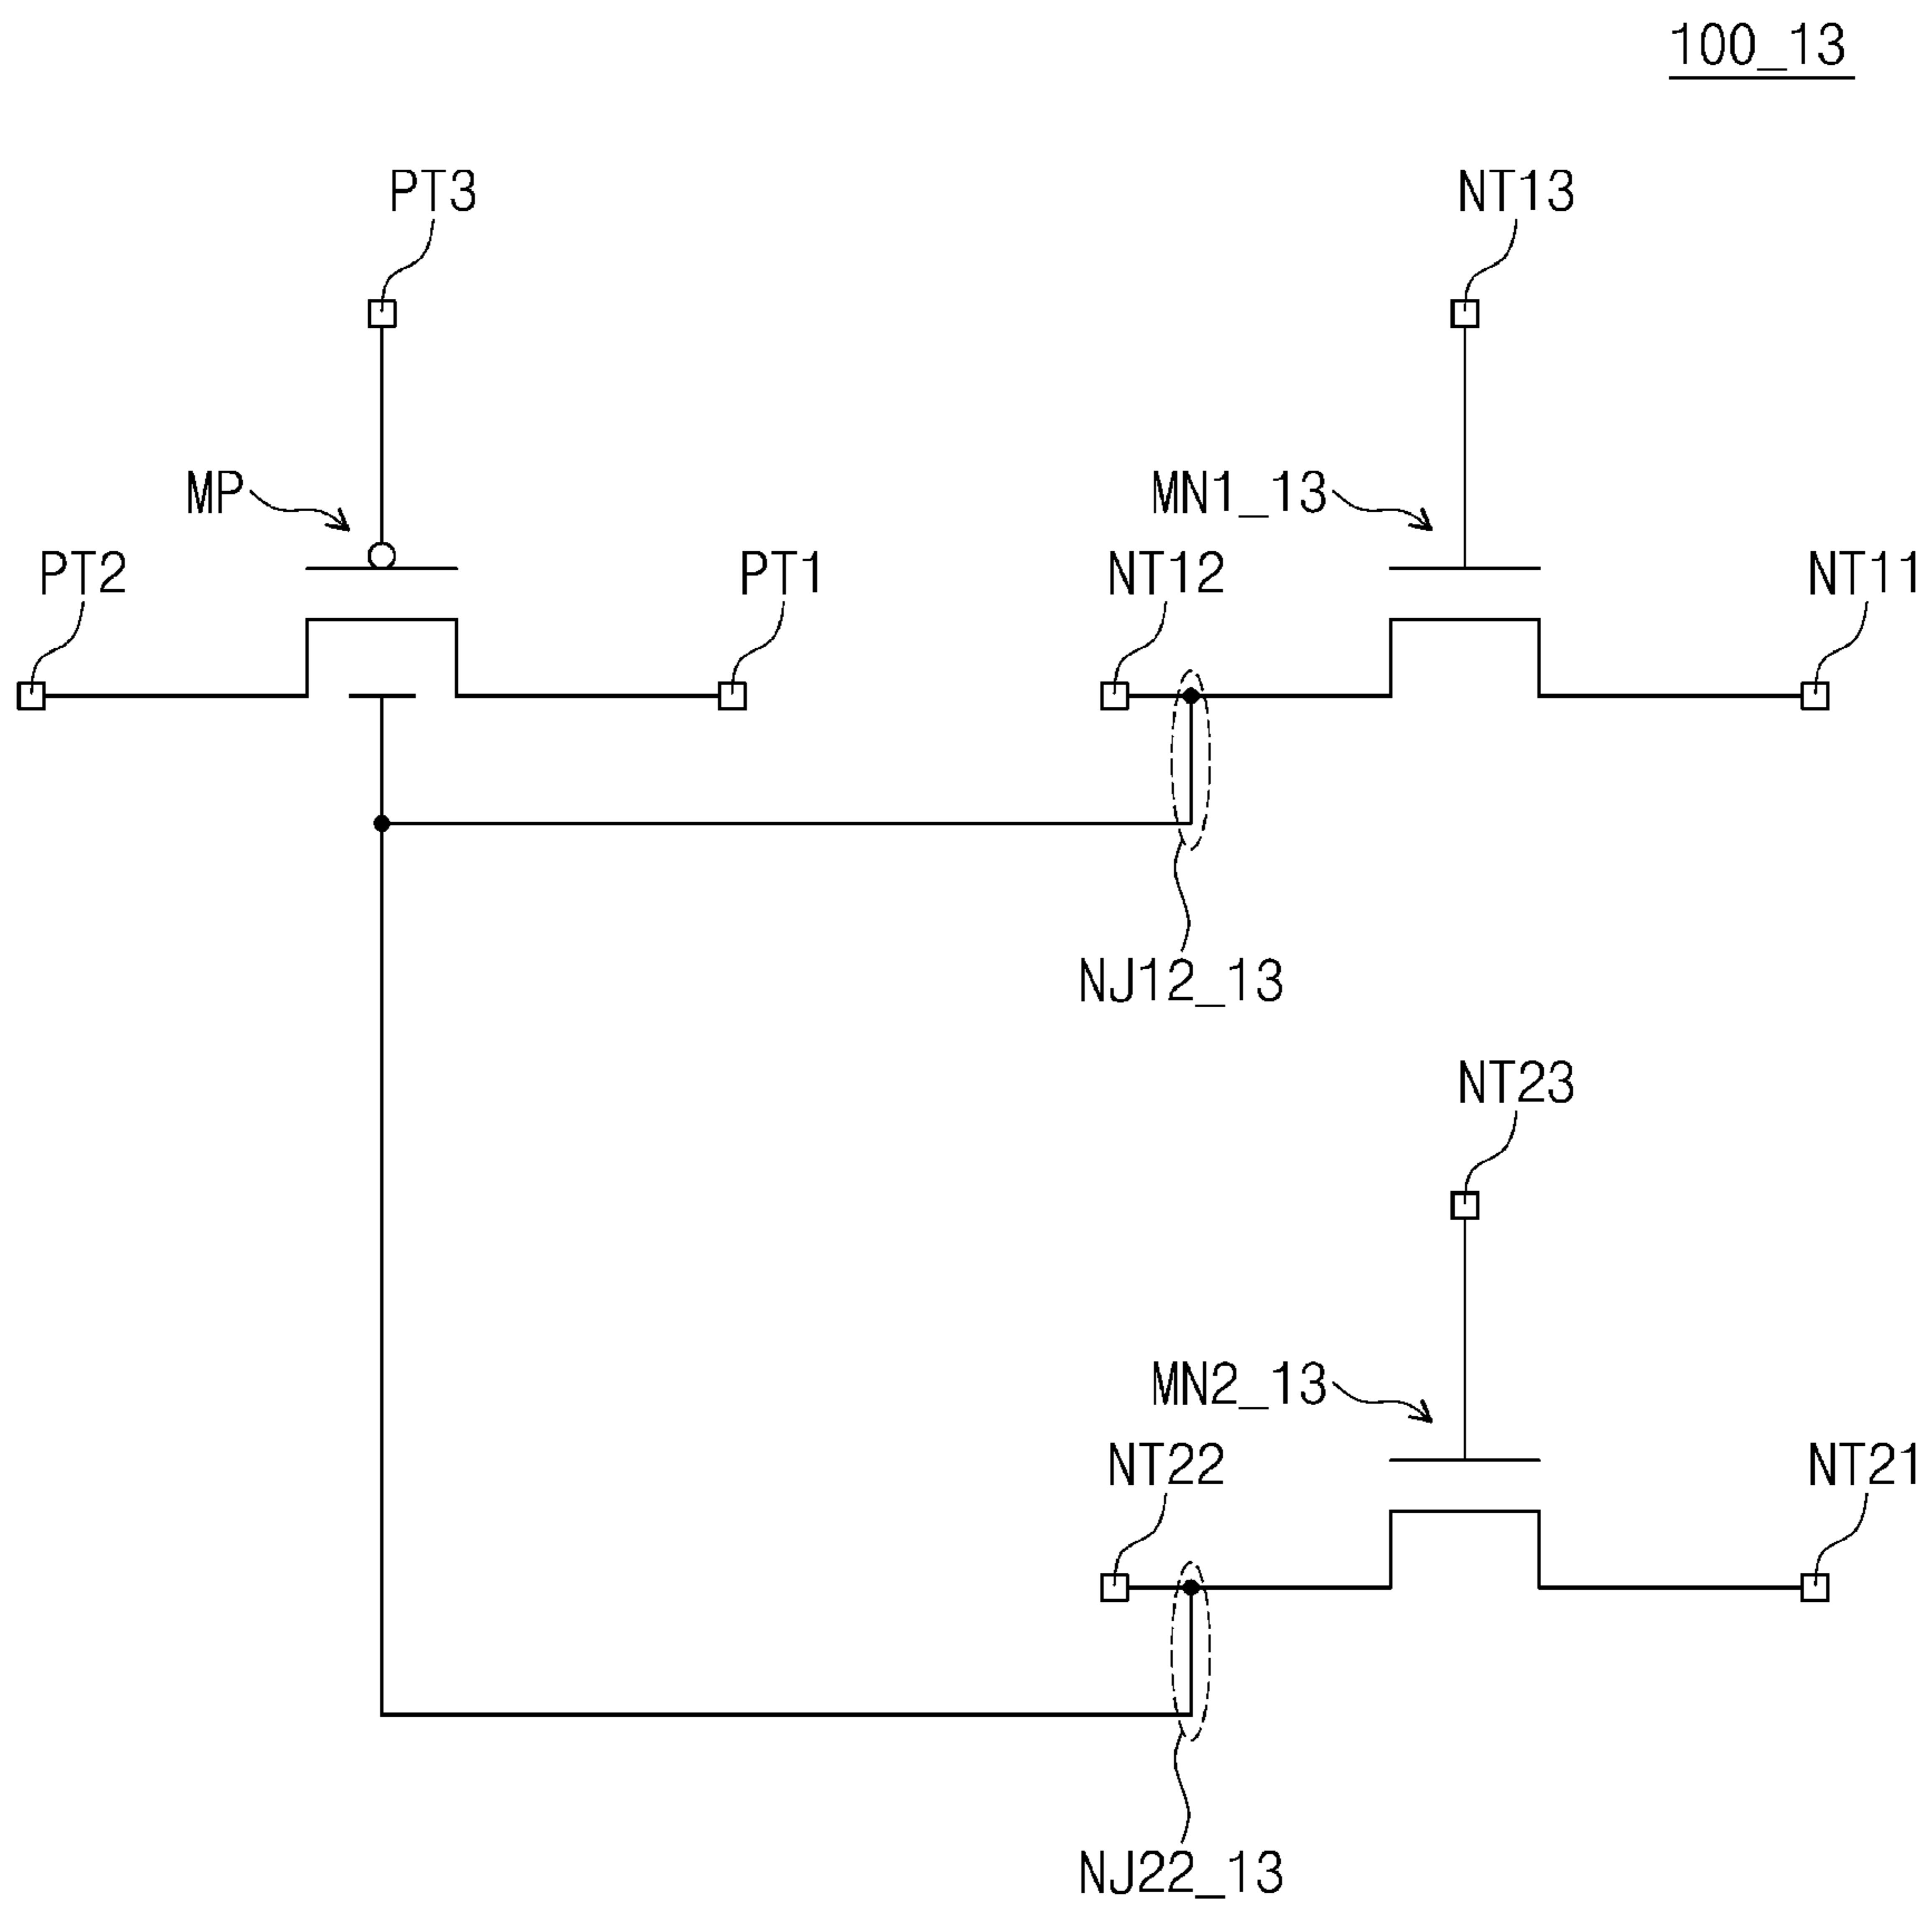 100_13
PT3
NT13
MP
MN1_13
PT2
PT1
NT12
NT11
NJ12_13
NT23
MN2_13
NT22
NT21
NJ22_13